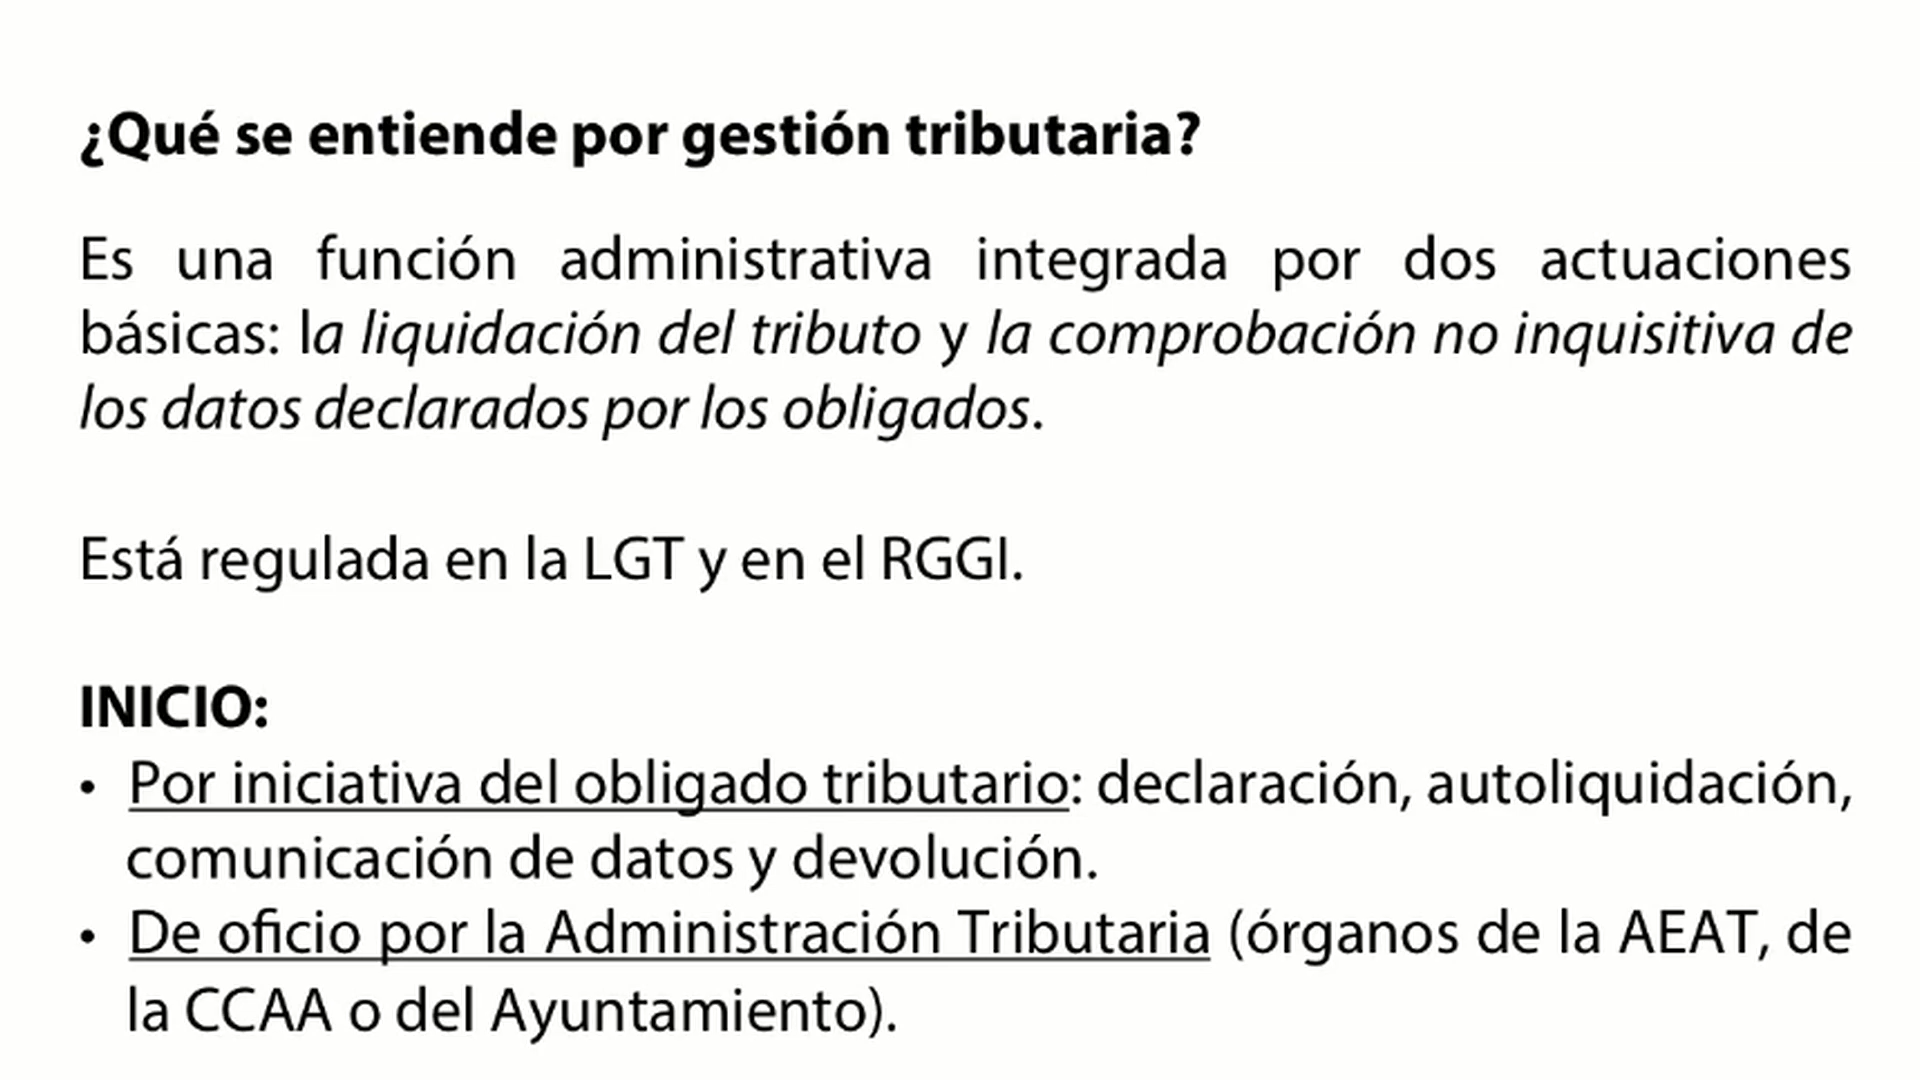 ¿Qué se entiende por gestión tributaria?
Es una función administrativa integrada por dos actuaciones
básicas: la liquidación del tributo y la comprobación no inquisitiva de
los datos declarados por los obligados.
Está regulada en la LGT y en el RGGI.
INICIO:
• Por iniciativa del obligado tributario: declaración, autoliquidación,
comunicación de datos y devolución.
• De oficio por la Administración Tributaria (órganos de la AEAT, de
la CCAA o del Ayuntamiento).